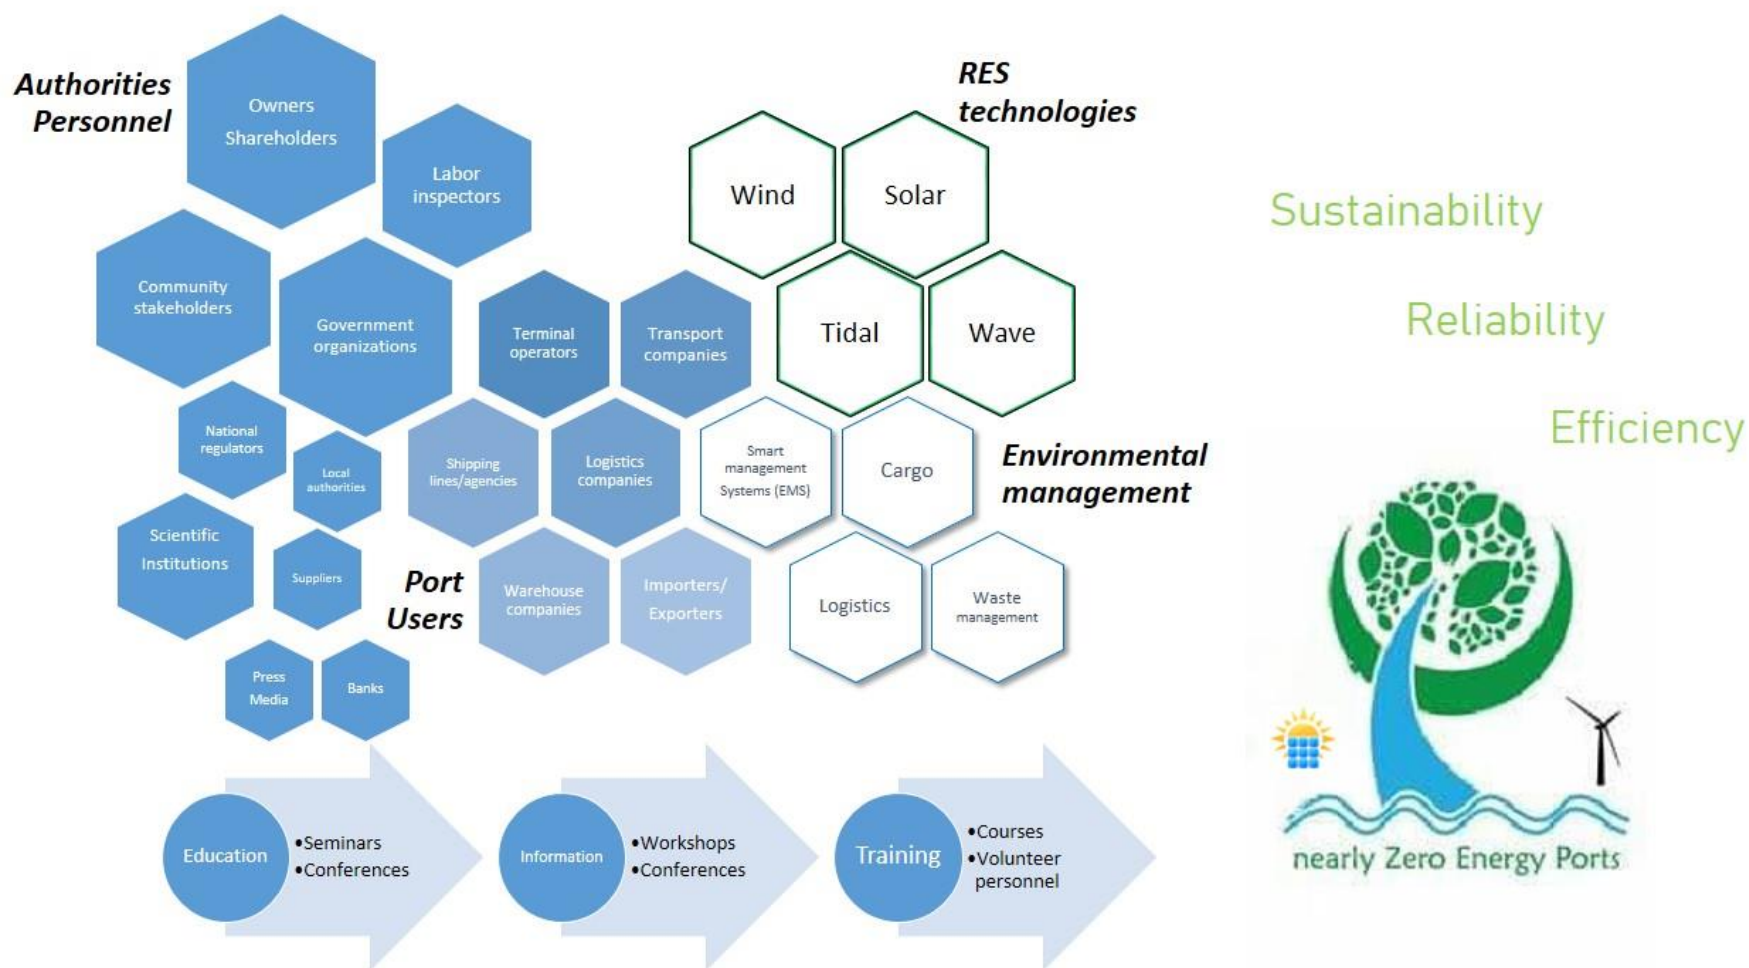 Authorities
Personnel
Owners
Shareholders
Labor
inspectors
Community
stakeholders
Government
organizations
National
regulators
Local
authorities
Scientific
Institutions
Suppliers
Press
Media
Banks
Terminal
operators
Transport
companies
Shipping
lines/agencies
Logistics
companies
Port
Users
Warehouse
companies
Importers/
Exporters
RES
technologies
Wind
Solar
Tidal
Wave
Smart
management
Systems (EMS)
Cargo
Environmental
management
Logistics
Waste
management
Education
•Seminars
•Conferences
Information
•Workshops
•Conferences
Training
•Courses
•Volunteer
personnel
Sustainability
Reliability
Efficiency
nearly Zero Energy Ports